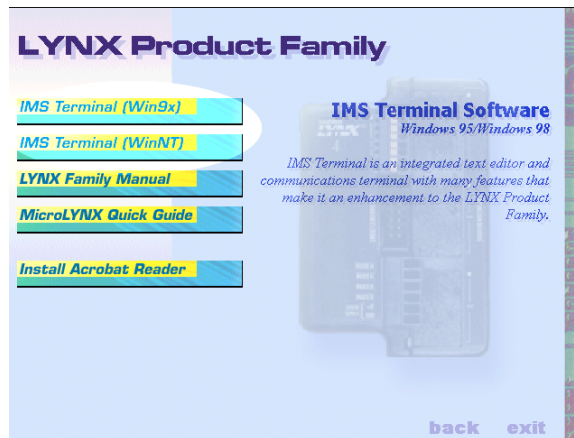 LYNX Product Family
IMS Terminal (Win9x)
IMS Terminal (WinNT)
LYNX Family Manual
MicroLYNX Quick Guide
Install Acrobat Reader
IMS Terminal Software
Windows 95/Windows 98
IMS Terminal is an integrated text editor and
communications terminal with many features that
make it an enhancement to the LYNX Product
Family.
LYNX
back exit